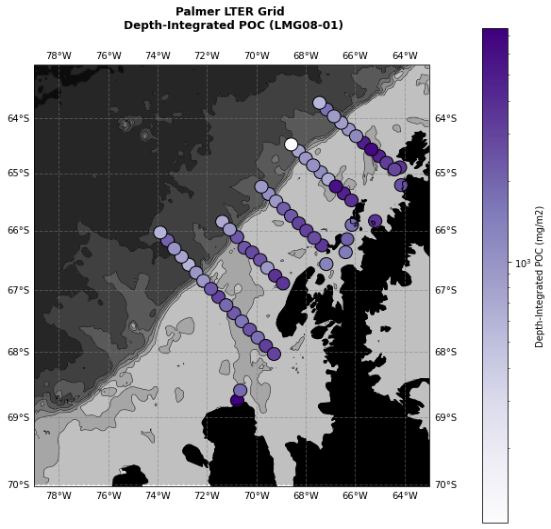 Palmer LTER Grid
Depth-Integrated POC (LMG08-01)
78°W 76°W 74°W 72°W 70°W 68°W 66°W 64°W
64°S 64°S
65°S 65°S
66°S 66°S
67°S 67°S
68°S 68°S
69°S 69°S
70°S 70°S
78°W 76°W 74°W 72°W 70°W 68°W 66°W 64°W
10³
Depth-Integrated POC (mg/m2)